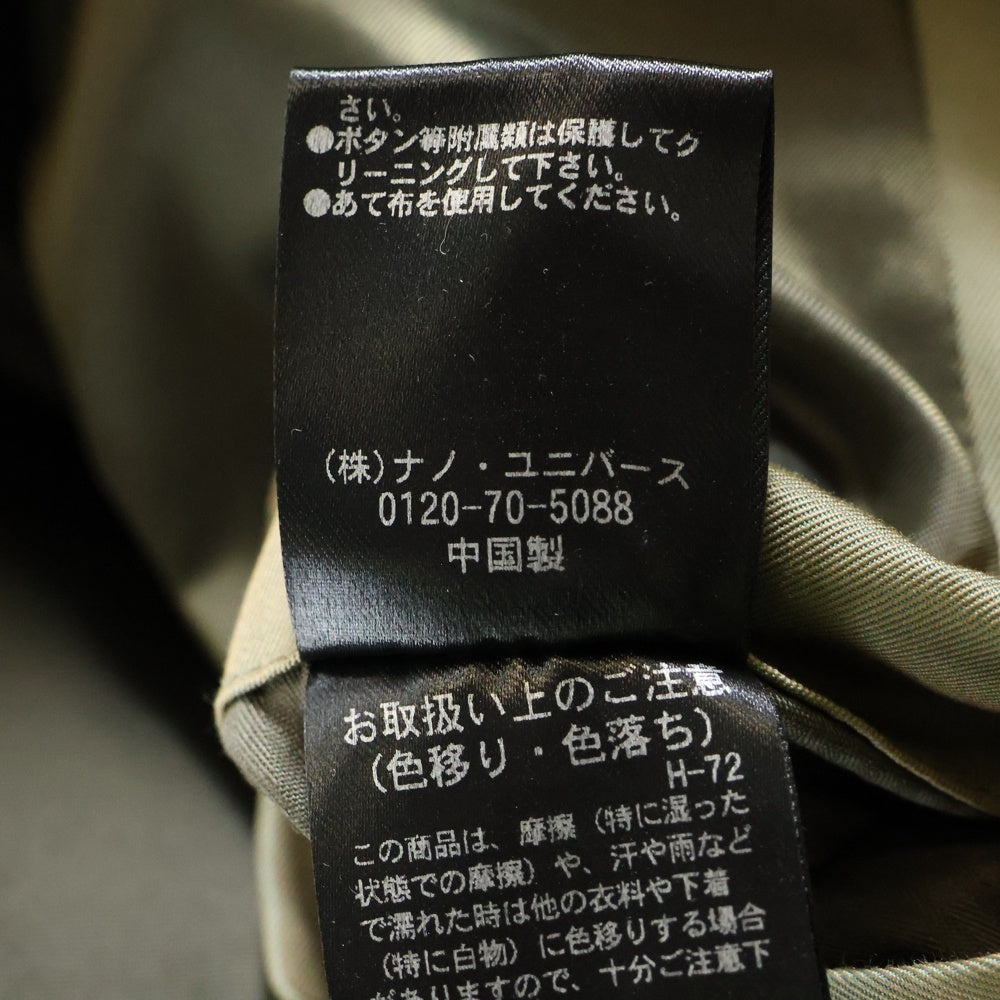 さい。
●ボタン等附属類は保護してク
リーニングして下さい。
●あて布を使用してください。
(株)ナノ・ユニバース
0120-70-5088
中国製
お取扱い上のご注意
(色移り・色落ち)
H-72
この商品は、摩擦(特に湿った
状態での摩擦)や、汗や雨など
で濡れた時は他の衣料や下着
(特に白物)に色移りする場合
がありますので、十分ご注意下